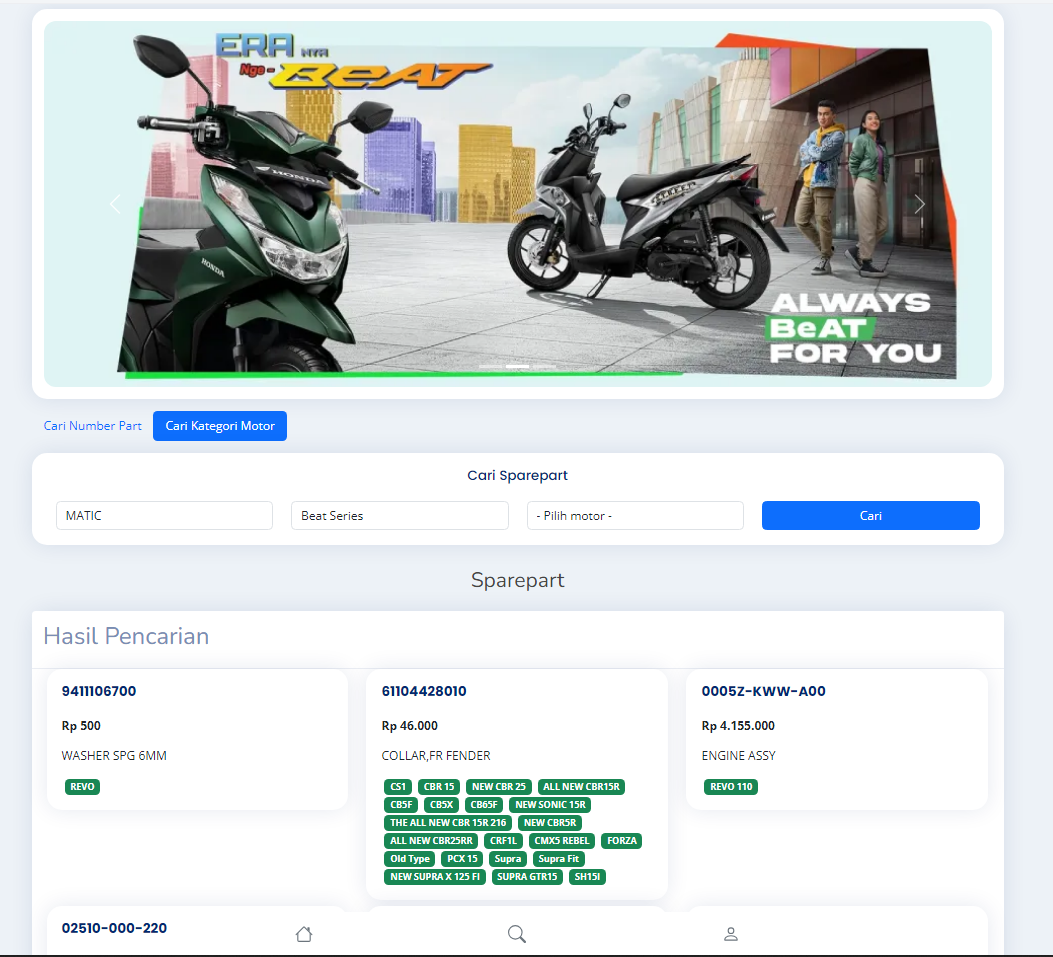 ERA NYA
Nge - BeAT
HONDA
HONDA
ALWAYS
BeAT
FOR YOU
Cari Number Part
Cari Kategori Motor
Cari Sparepart
MATIC
Beat Series
- Pilih motor -
Cari
Sparepart
Hasil Pencarian
9411106700
Rp 500
WASHER SPG 6MM
REVO
61104428010
Rp 46.000
COLLAR,FR FENDER
CS1 CBR 15 NEW CBR 25 ALL NEW CBR15R
CB5F CB5X CB65F NEW SONIC 15R
THE ALL NEW CBR 15R 216 NEW CBR5R
ALL NEW CBR25RR CRF1L CMX5 REBEL FORZA
Old Type PCX 15 Supra Supra Fit
NEW SUPRA X 125 FI SUPRA GTR15 SH15I
0005Z-KWW-A00
Rp 4.155.000
ENGINE ASSY
REVO 110
02510-000-220